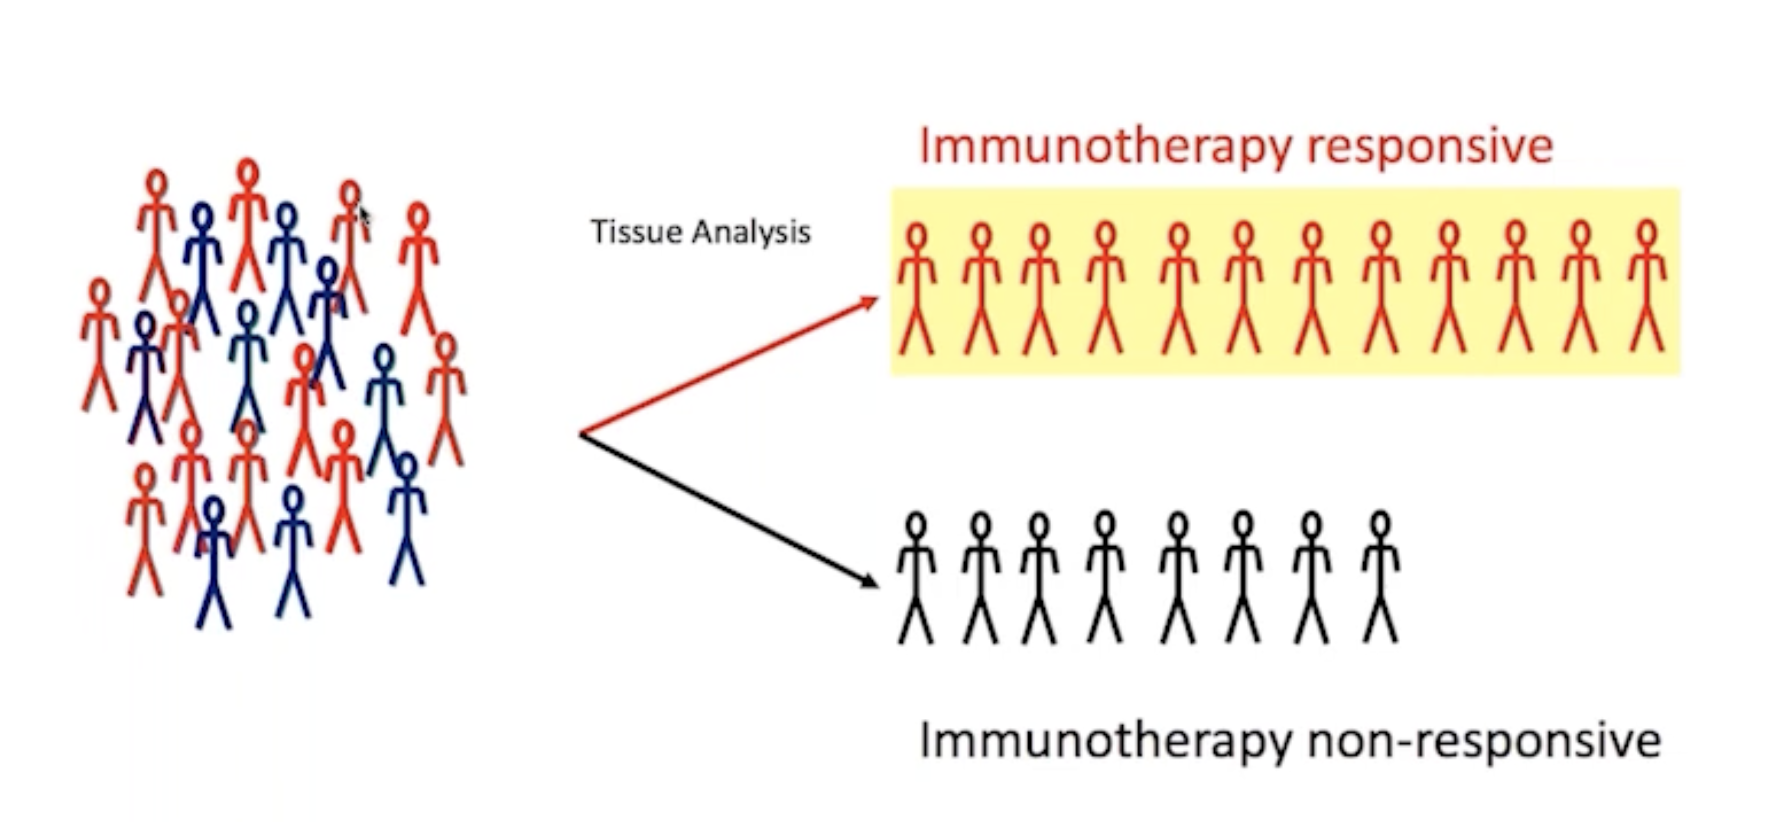 Immunotherapy responsive
Tissue Analysis
Immunotherapy non-responsive